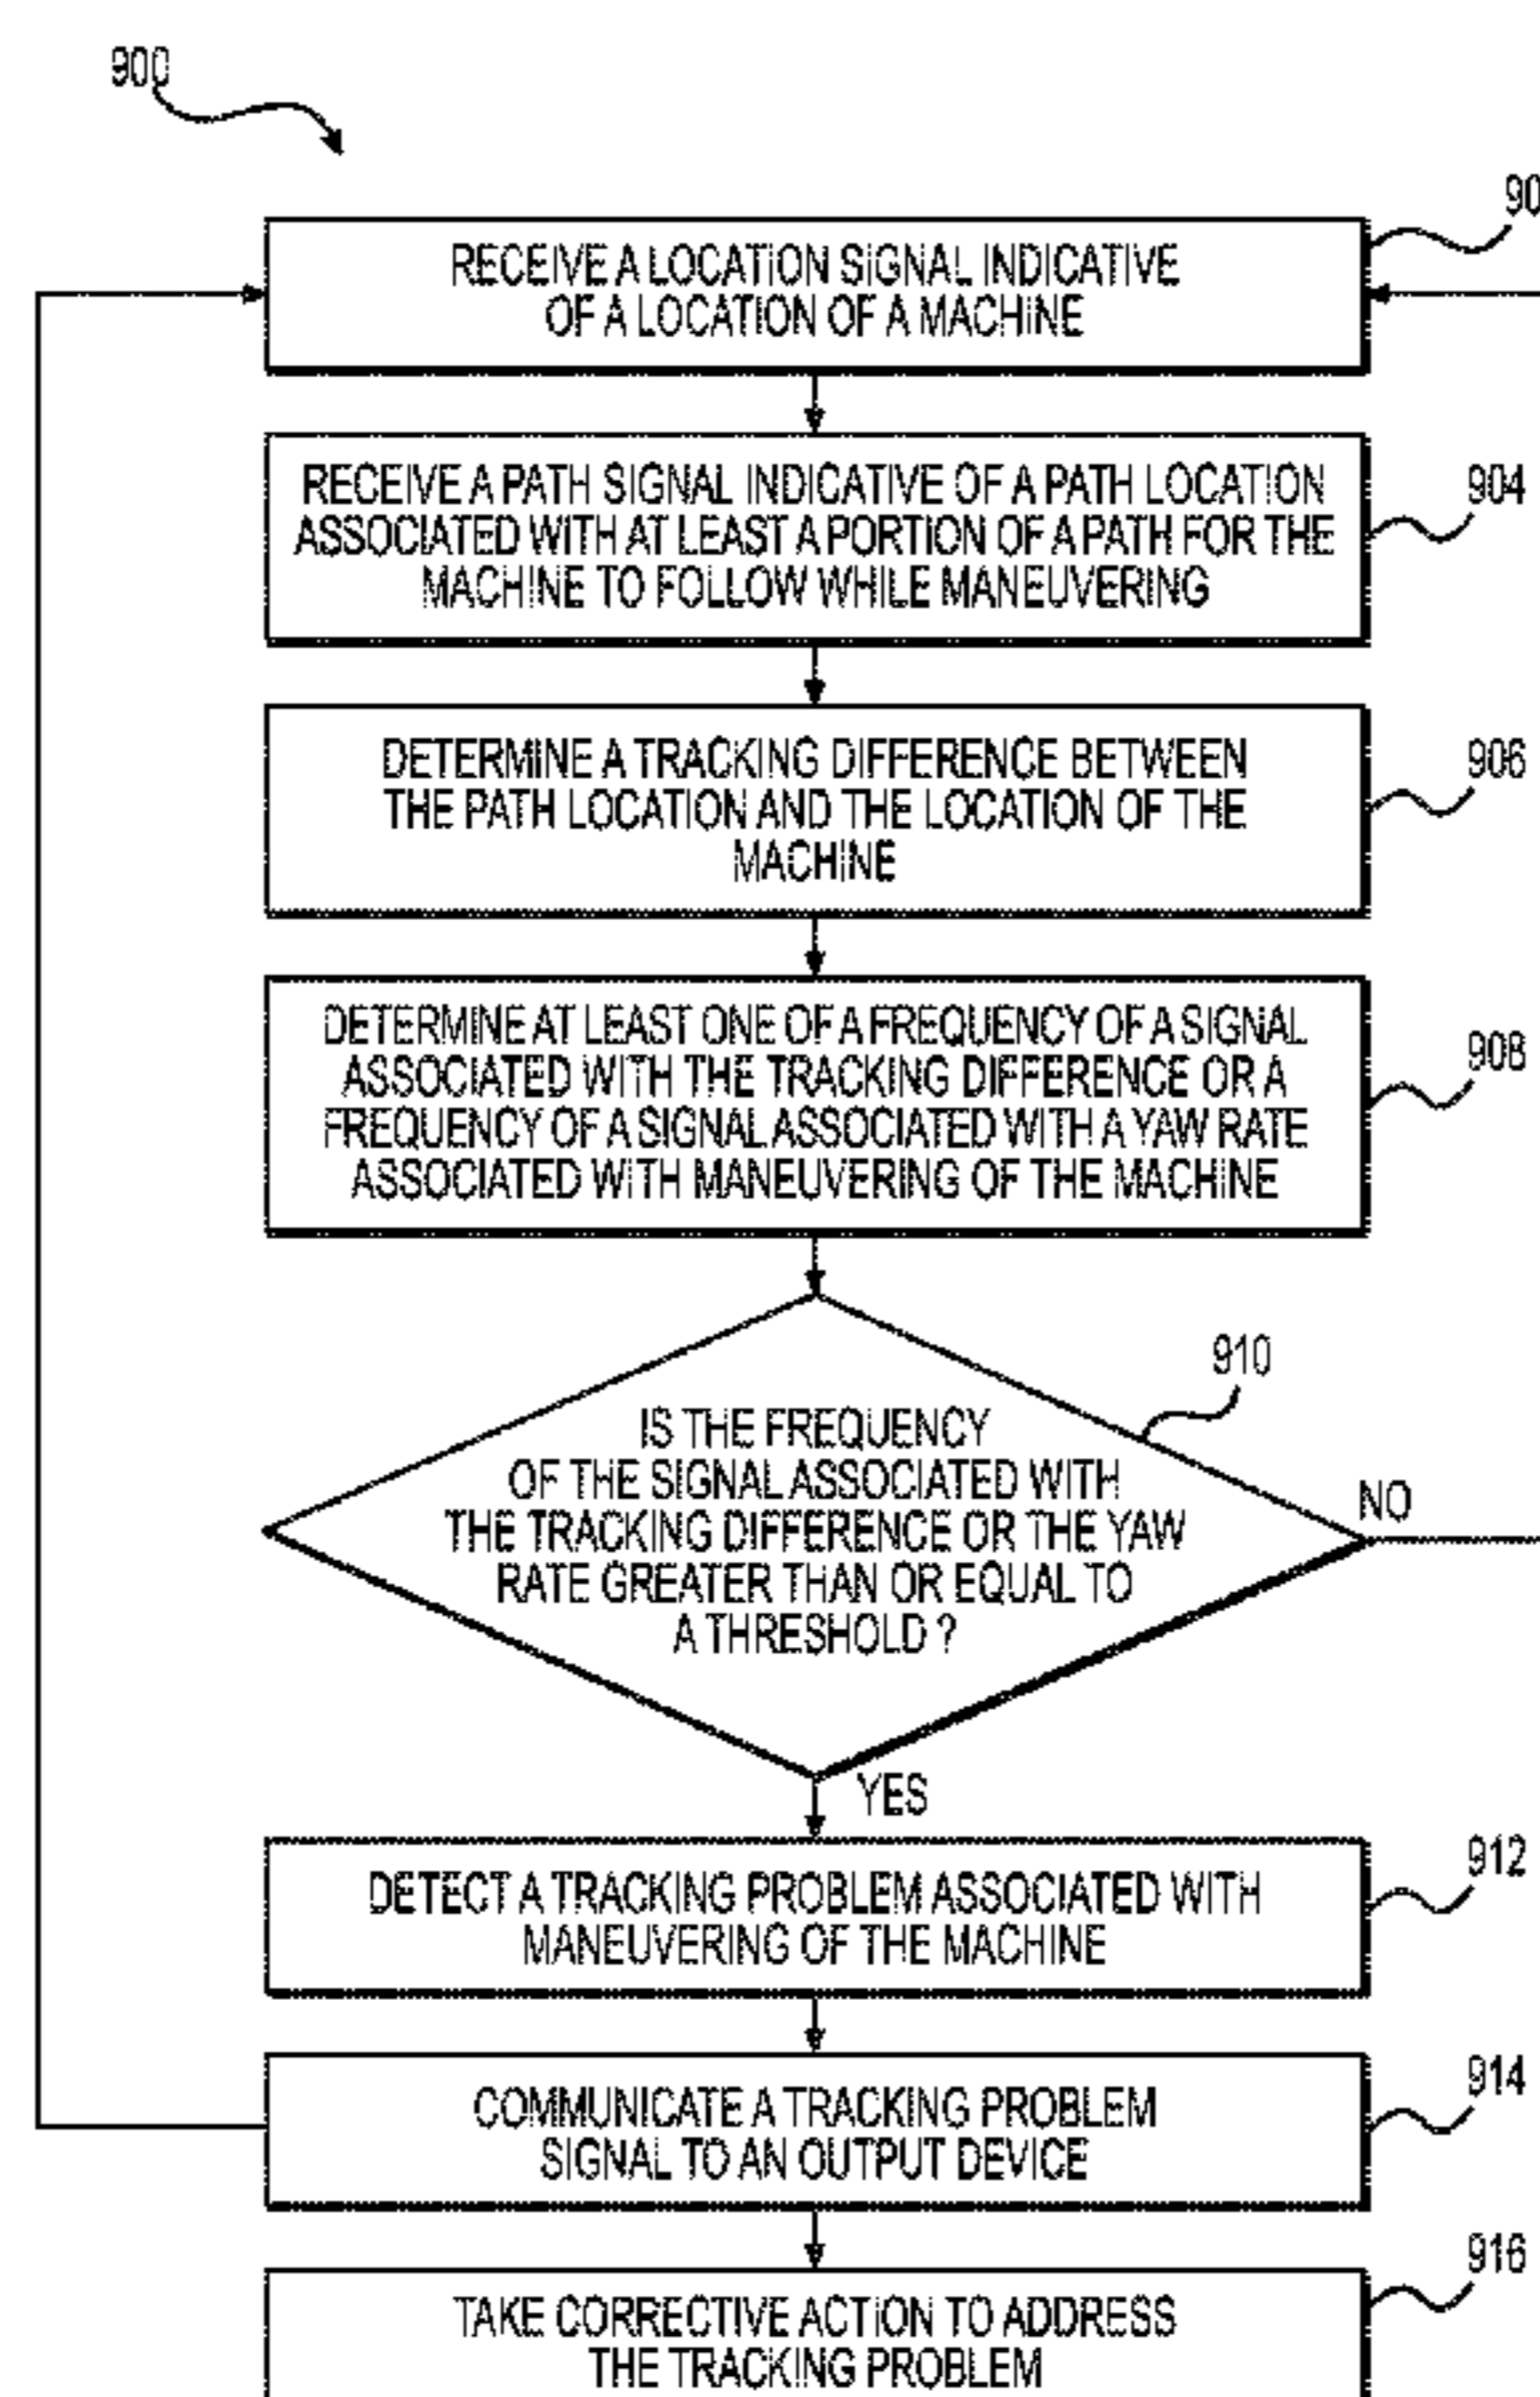 900
90
RECEIVE A LOCATION SIGNAL INDICATIVE
OF A LOCATION OF A MACHINE
RECEIVE A PATH SIGNAL INDICATIVE OF A PATH LOCATION
ASSOCIATED WITH AT LEAST A PORTION OF A PATH FOR THE
MACHINE TO FOLLOW WHILE MANEUVERING
904
DETERMINE A TRACKING DIFFERENCE BETWEEN
THE PATH LOCATION AND THE LOCATION OF THE
MACHINE
906
DETERMINE AT LEAST ONE OF A FREQUENCY OF A SIGNAL
ASSOCIATED WITH THE TRACKING DIFFERENCE OR A
FREQUENCY OF A SIGNAL ASSOCIATED WITH A YAW RATE
ASSOCIATED WITH MANEUVERING OF THE MACHINE
908
910
IS THE FREQUENCY
OF THE SIGNAL ASSOCIATED WITH
THE TRACKING DIFFERENCE OR THE YAW
RATE GREATER THAN OR EQUAL TO
A THRESHOLD ?
NO
YES
DETECT A TRACKING PROBLEM ASSOCIATED WITH
MANEUVERING OF THE MACHINE
912
COMMUNICATE A TRACKING PROBLEM
SIGNAL TO AN OUTPUT DEVICE
914
TAKE CORRECTIVE ACTION TO ADDRESS
THE TRACKING PROBLEM
916